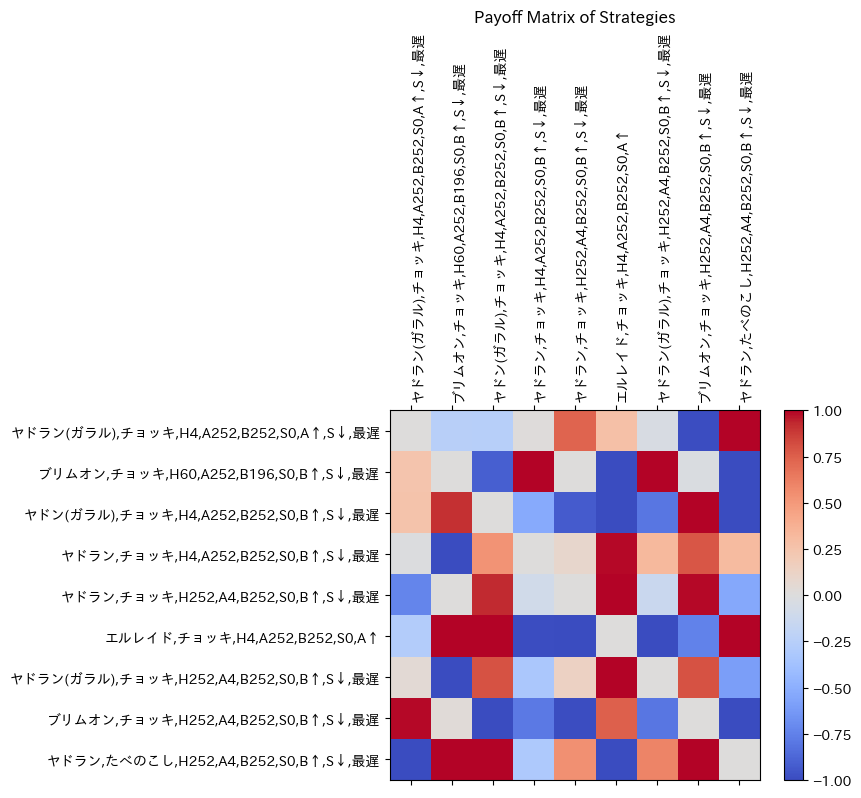 Payoff Matrix of Strategies
ヤドラン(ガラル),チョッキ,H4,A252,B252,S0,A↑,S↓,最遅
ブリムオン,チョッキ,H60,A252,B196,S0,B↑,S↓,最遅
ヤドン(ガラル),チョッキ,H4,A252,B252,S0,B↑,S↓,最遅
ヤドラン,チョッキ,H4,A252,B252,S0,B↑,S↓,最遅
ヤドラン,チョッキ,H252,A4,B252,S0,B↑,S↓,最遅
エルレイド,チョッキ,H4,A252,B252,S0,A↑
ヤドラン(ガラル),チョッキ,H252,A4,B252,S0,B↑,S↓,最遅
ブリムオン,チョッキ,H252,A4,B252,S0,B↑,S↓,最遅
ヤドラン,たべのこし,H252,A4,B252,S0,B↑,S↓,最遅
ヤドラン(ガラル),チョッキ,H4,A252,B252,S0,A↑,S↓,最遅
ブリムオン,チョッキ,H60,A252,B196,S0,B↑,S↓,最遅
ヤドン(ガラル),チョッキ,H4,A252,B252,S0,B↑,S↓,最遅
ヤドラン,チョッキ,H4,A252,B252,S0,B↑,S↓,最遅
ヤドラン,チョッキ,H252,A4,B252,S0,B↑,S↓,最遅
エルレイド,チョッキ,H4,A252,B252,S0,A↑
ヤドラン(ガラル),チョッキ,H252,A4,B252,S0,B↑,S↓,最遅
ブリムオン,チョッキ,H252,A4,B252,S0,B↑,S↓,最遅
ヤドラン,たべのこし,H252,A4,B252,S0,B↑,S↓,最遅
1.00
0.75
0.50
0.25
0.00
−0.25
−0.50
−0.75
−1.00